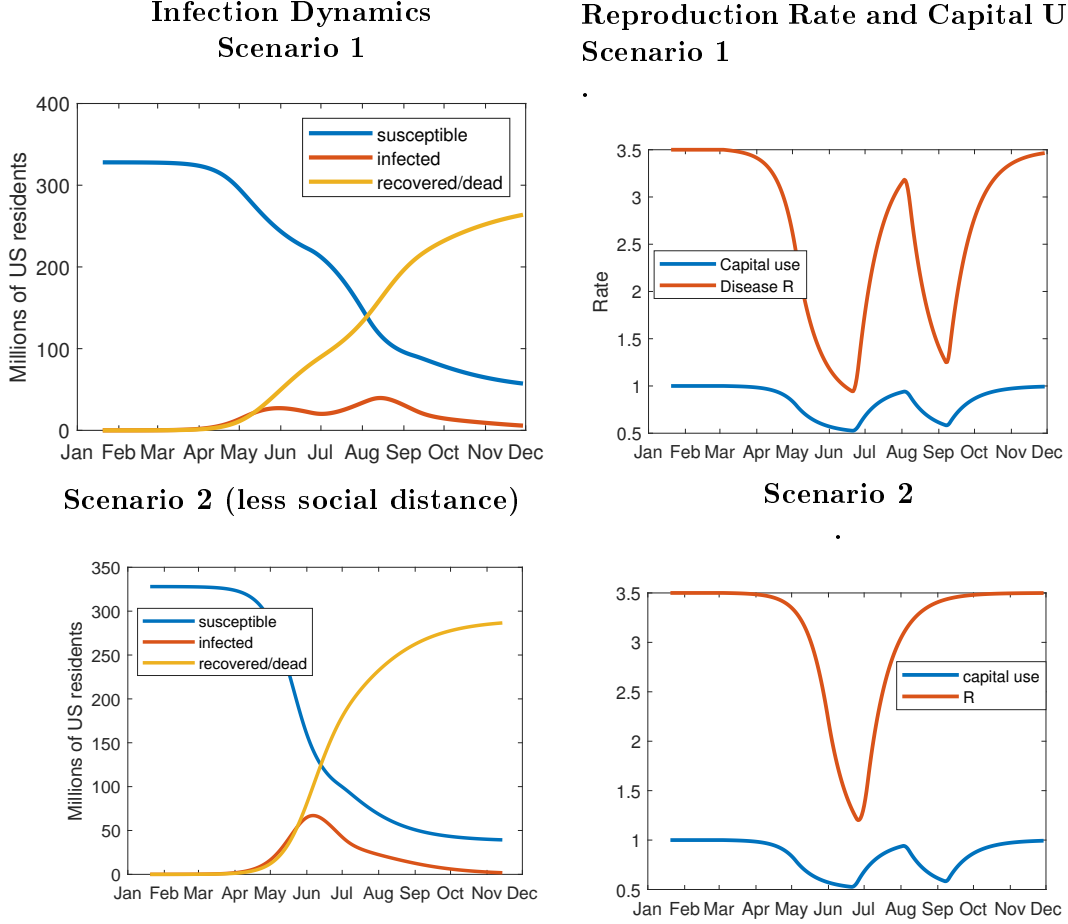 Infection Dynamics
Scenario 1
400
300
200
100
0
Millions of US residents
susceptible
infected
recovered/dead
Jan Feb Mar Apr May Jun Jul Aug Sep Oct Nov Dec
Reproduction Rate and Capital U
Scenario 1
.
3.5
3
2.5
2
1.5
1
0.5
Rate
Capital use
Disease R
Jan Feb Mar Apr May Jun Jul Aug Sep Oct Nov Dec
Scenario 2 (less social distance)
350
300
250
200
150
100
50
0
Millions of US residents
susceptible
infected
recovered/dead
Jan Feb Mar Apr May Jun Jul Aug Sep Oct Nov Dec
Scenario 2
.
3.5
3
2.5
2
1.5
1
0.5
capital use
R
Jan Feb Mar Apr May Jun Jul Aug Sep Oct Nov Dec